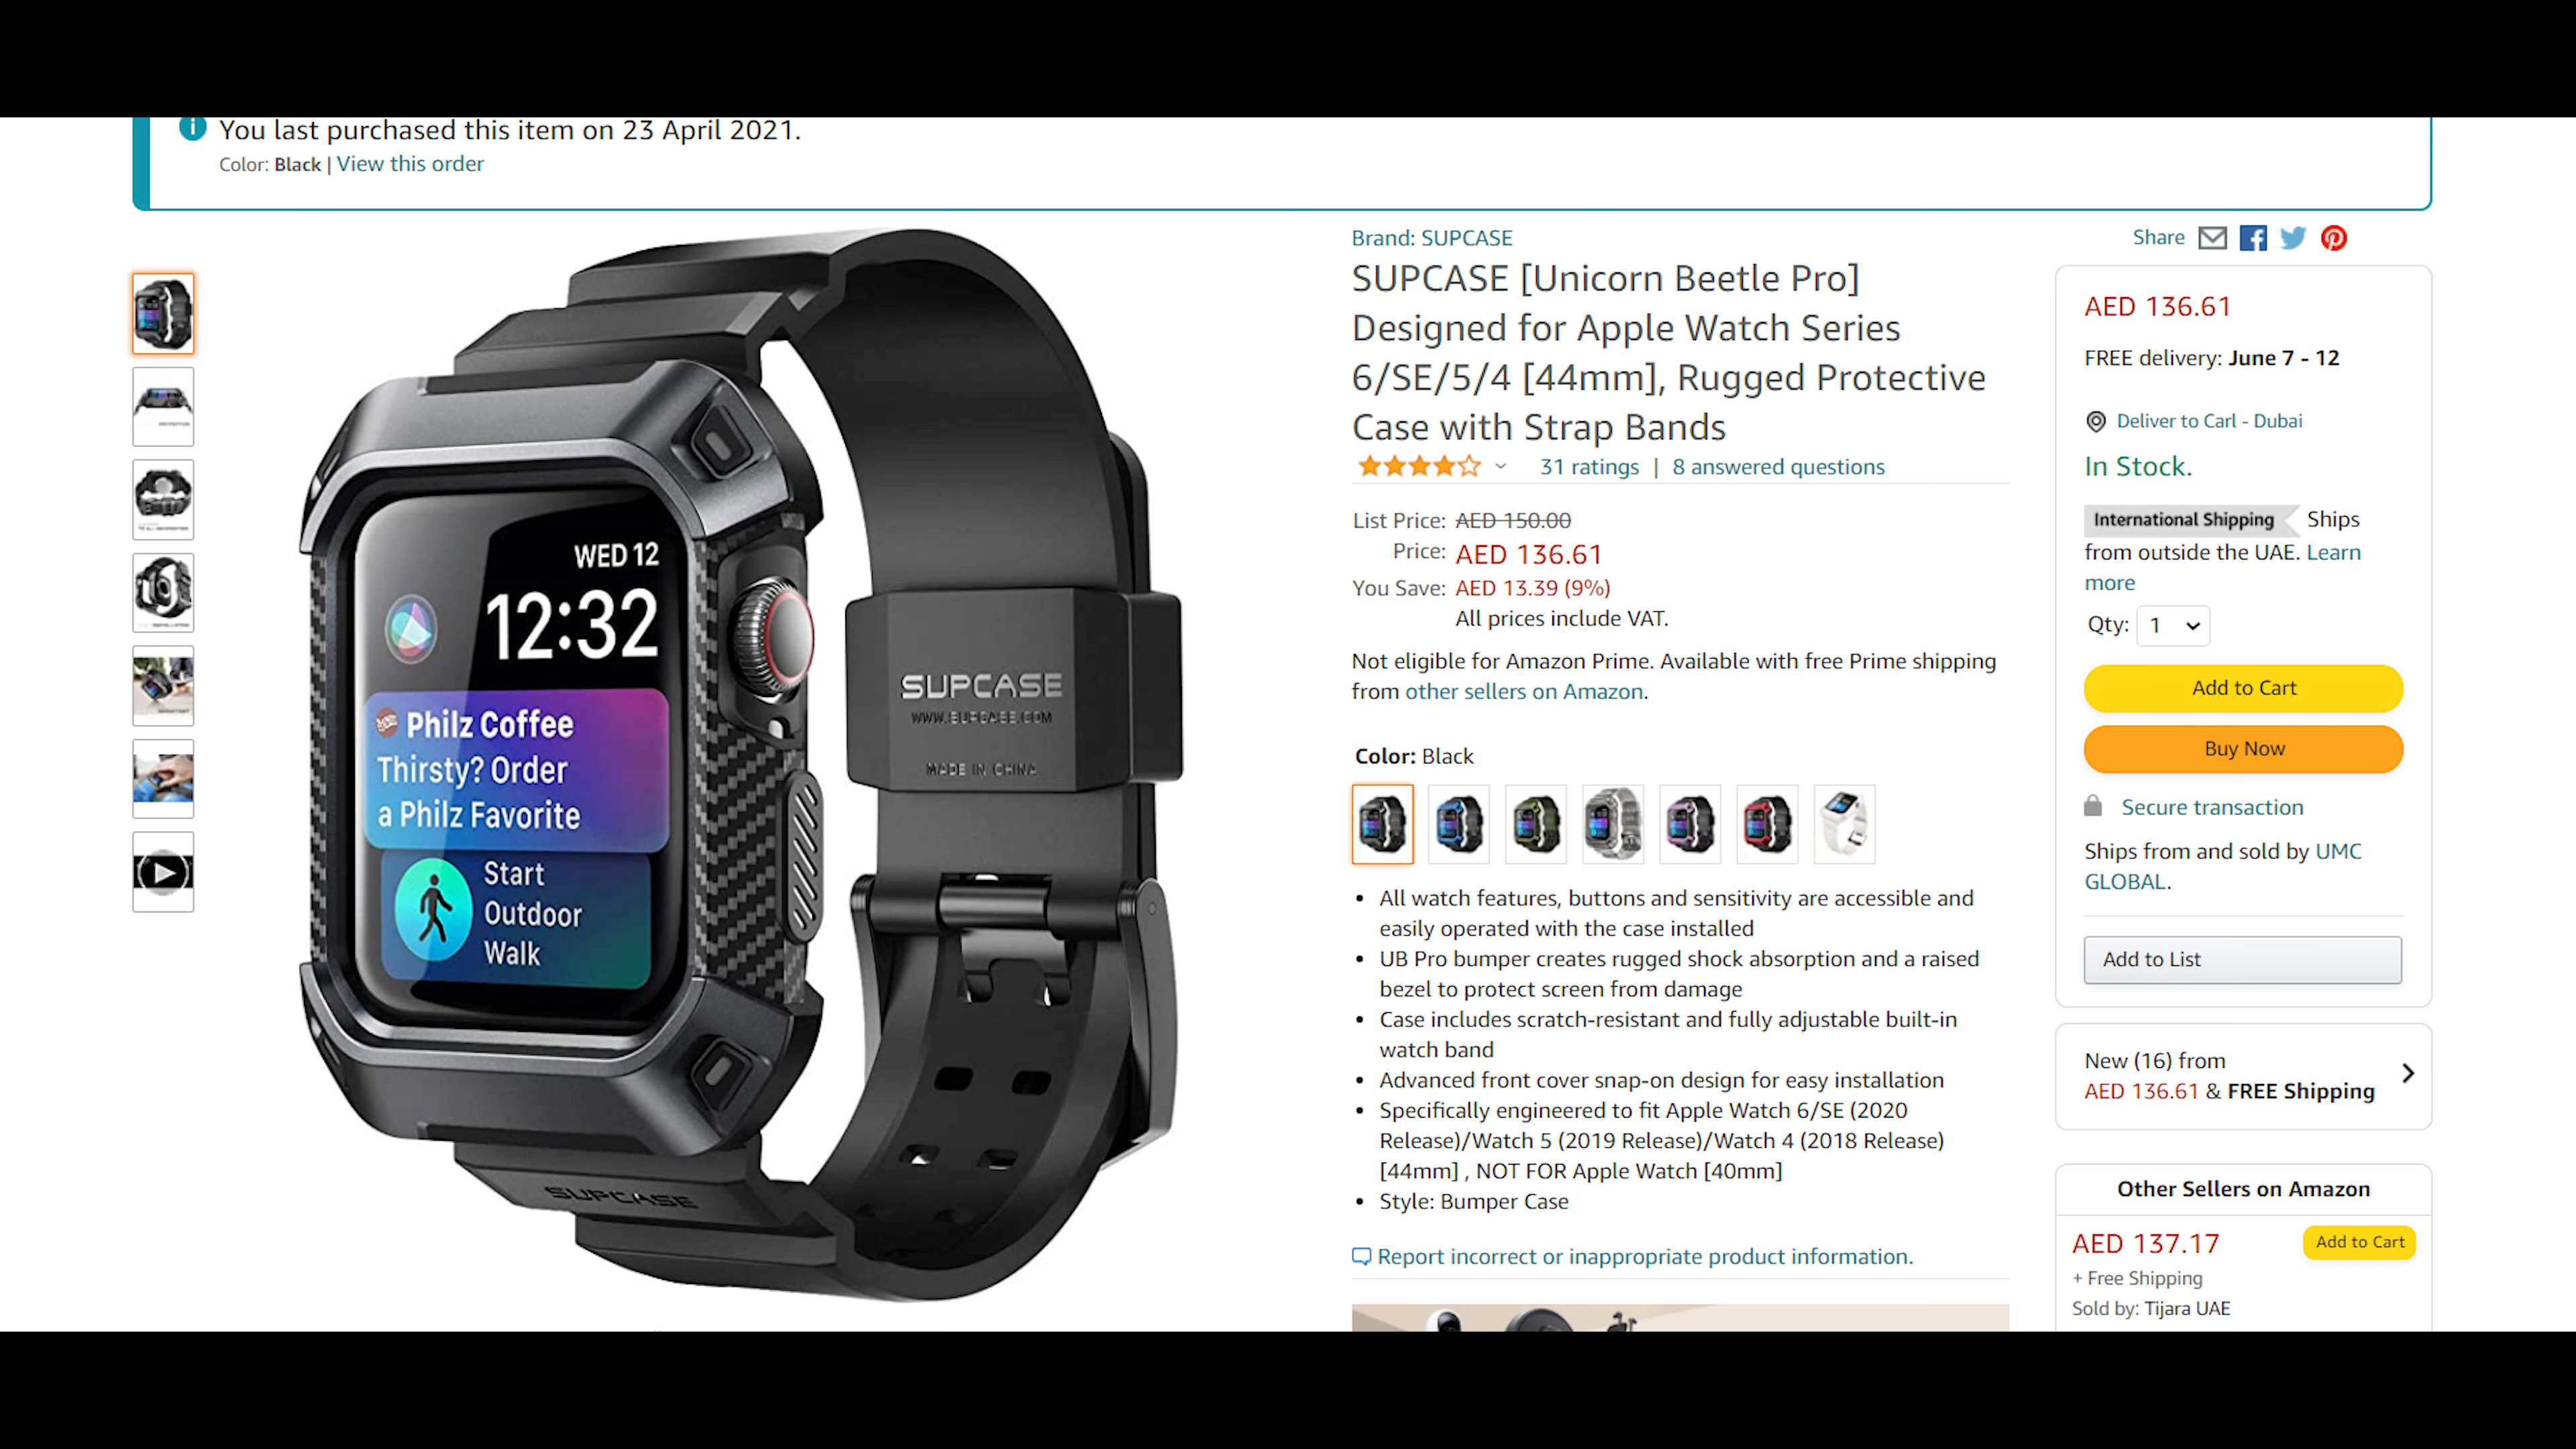 You last purchased this item on 23 April 2021.
Color: Black | View this order
WED 12
12:32
Philz Coffee
Thirsty? Order
a Philz Favorite
Start
Outdoor
Walk
SUPCASE
WWW.SUPCASE.COM
MADE IN CHINA
SUPCASE
Brand: SUPCASE
SUPCASE [Unicorn Beetle Pro]
Designed for Apple Watch Series
6/SE/5/4 [44mm], Rugged Protective
Case with Strap Bands
31 ratings | 8 answered questions
List Price: AED 150.00
Price: AED 136.61
You Save: AED 13.39 (9%)
All prices include VAT.
Not eligible for Amazon Prime. Available with free Prime shipping
from other sellers on Amazon.
Color: Black
• All watch features, buttons and sensitivity are accessible and
easily operated with the case installed
• UB Pro bumper creates rugged shock absorption and a raised
bezel to protect screen from damage
• Case includes scratch-resistant and fully adjustable built-in
watch band
• Advanced front cover snap-on design for easy installation
• Specifically engineered to fit Apple Watch 6/SE (2020
Release)/Watch 5 (2019 Release)/Watch 4 (2018 Release)
[44mm] , NOT FOR Apple Watch [40mm]
• Style: Bumper Case
Report incorrect or inappropriate product information.
Share
AED 136.61
FREE delivery: June 7 - 12
Deliver to Carl - Dubai
In Stock.
International Shipping Ships
from outside the UAE. Learn
more
Qty: 1
Add to Cart
Buy Now
Secure transaction
Ships from and sold by UMC
GLOBAL.
Add to List
New (16) from
AED 136.61 & FREE Shipping
Other Sellers on Amazon
AED 137.17 Add to Cart
+ Free Shipping
Sold by: Tijara UAE